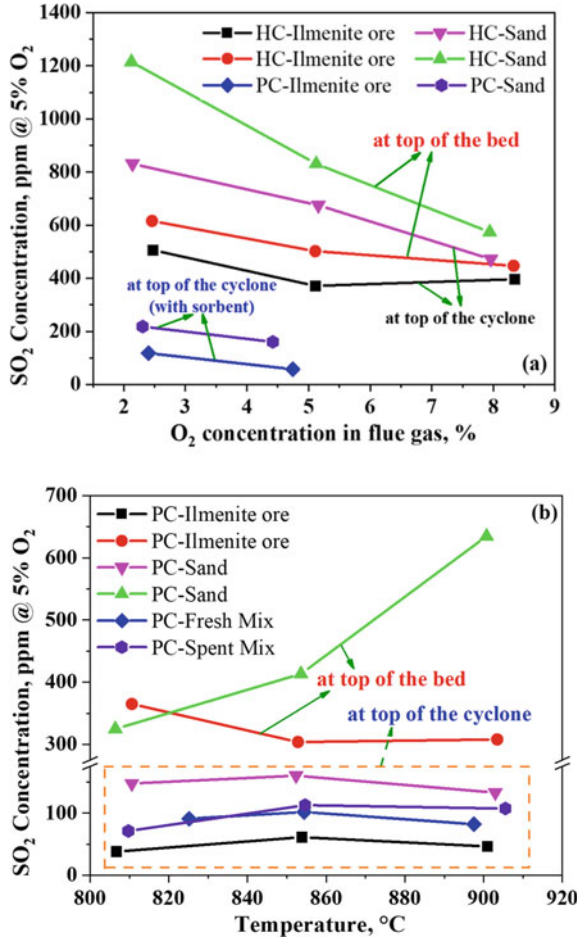 HC-Ilmenite ore
HC-Sand
HC-Ilmenite ore
HC-Sand
PC-Ilmenite ore
PC-Sand
SO2 Concentration, ppm @ 5% O2
1400
1200
1000
800
600
400
200
0
at top of the bed
at top of the cyclone
(with sorbent)
at top of the cyclone
(a)
2 3 4 5 6 7 8 9
O2 concentration in flue gas, %
SO2 Concentration, ppm @ 5% O2
700
600
500
400
300
100
0
PC-Ilmenite ore
PC-Ilmenite ore
PC-Sand
PC-Sand
PC-Fresh Mix
PC-Spent Mix
(b)
at top of the bed
at top of the cyclone
800 820 840 860 880 900 920
Temperature, °C